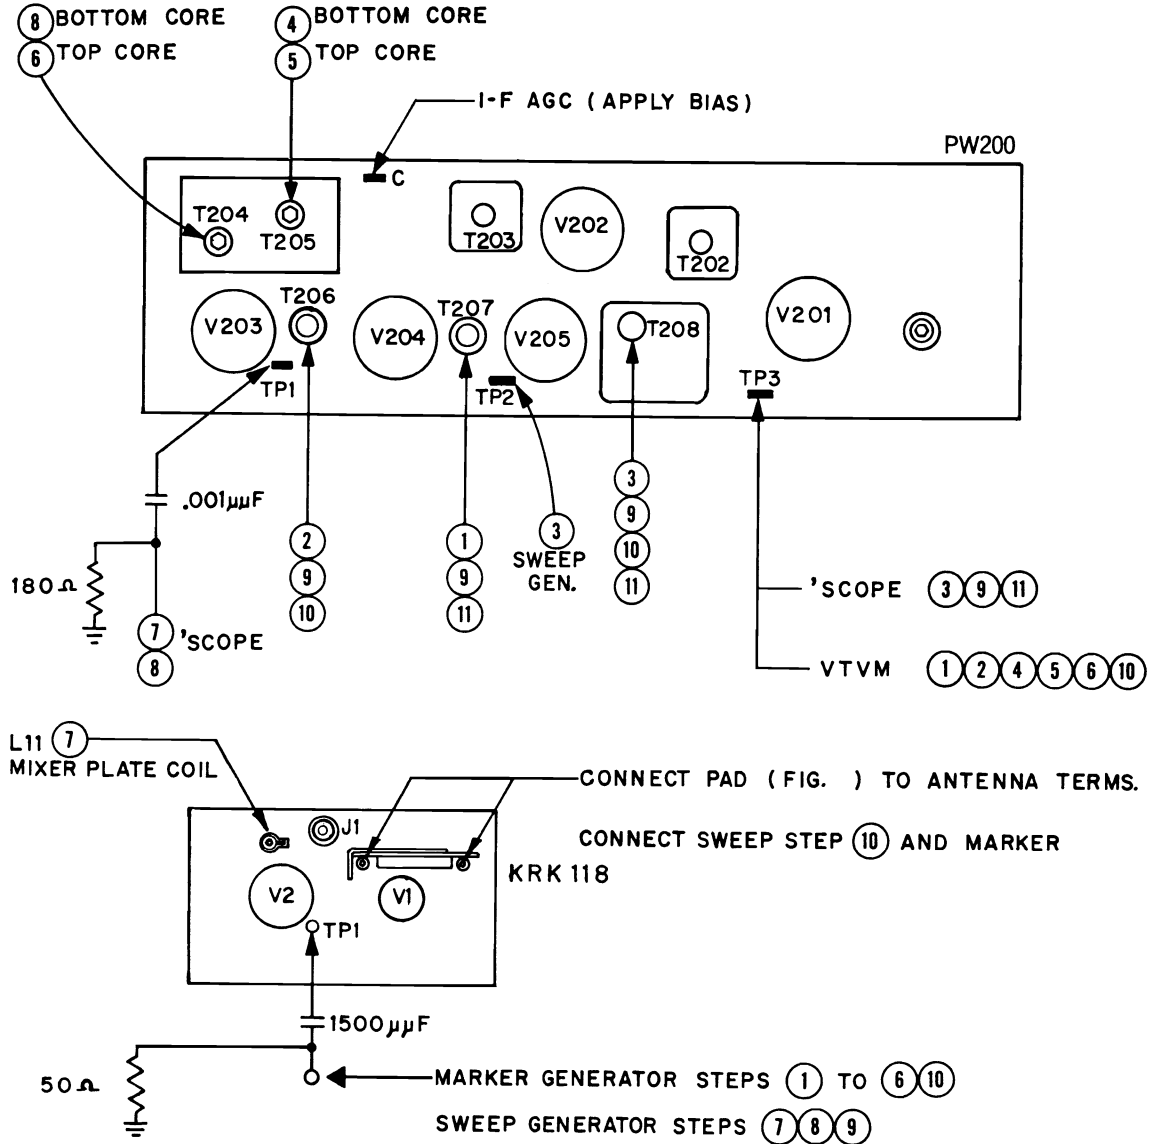 8 BOTTOM CORE
6 TOP CORE
4 BOTTOM CORE
5 TOP CORE
I-F AGC (APPLY BIAS)
PW200
C
T204
T205
T203
V202
T202
T206
V203
V204
T207
V205
T208
V201
TP1
TP2
TP3
.001µµF
180Ω
7 'SCOPE
8
2
9
10
1
9
11
3
SWEEP
GEN.
3
9
10
11
'SCOPE 3 9 11
VTVM 1 2 4 5 6 10
L11 7
MIXER PLATE COIL
CONNECT PAD (FIG. ) TO ANTENNA TERMS.
CONNECT SWEEP STEP 10 AND MARKER
J1
KRK 118
V2
V1
TP1
1500µµF
50Ω
MARKER GENERATOR STEPS 1 TO 6 10
SWEEP GENERATOR STEPS 7 8 9